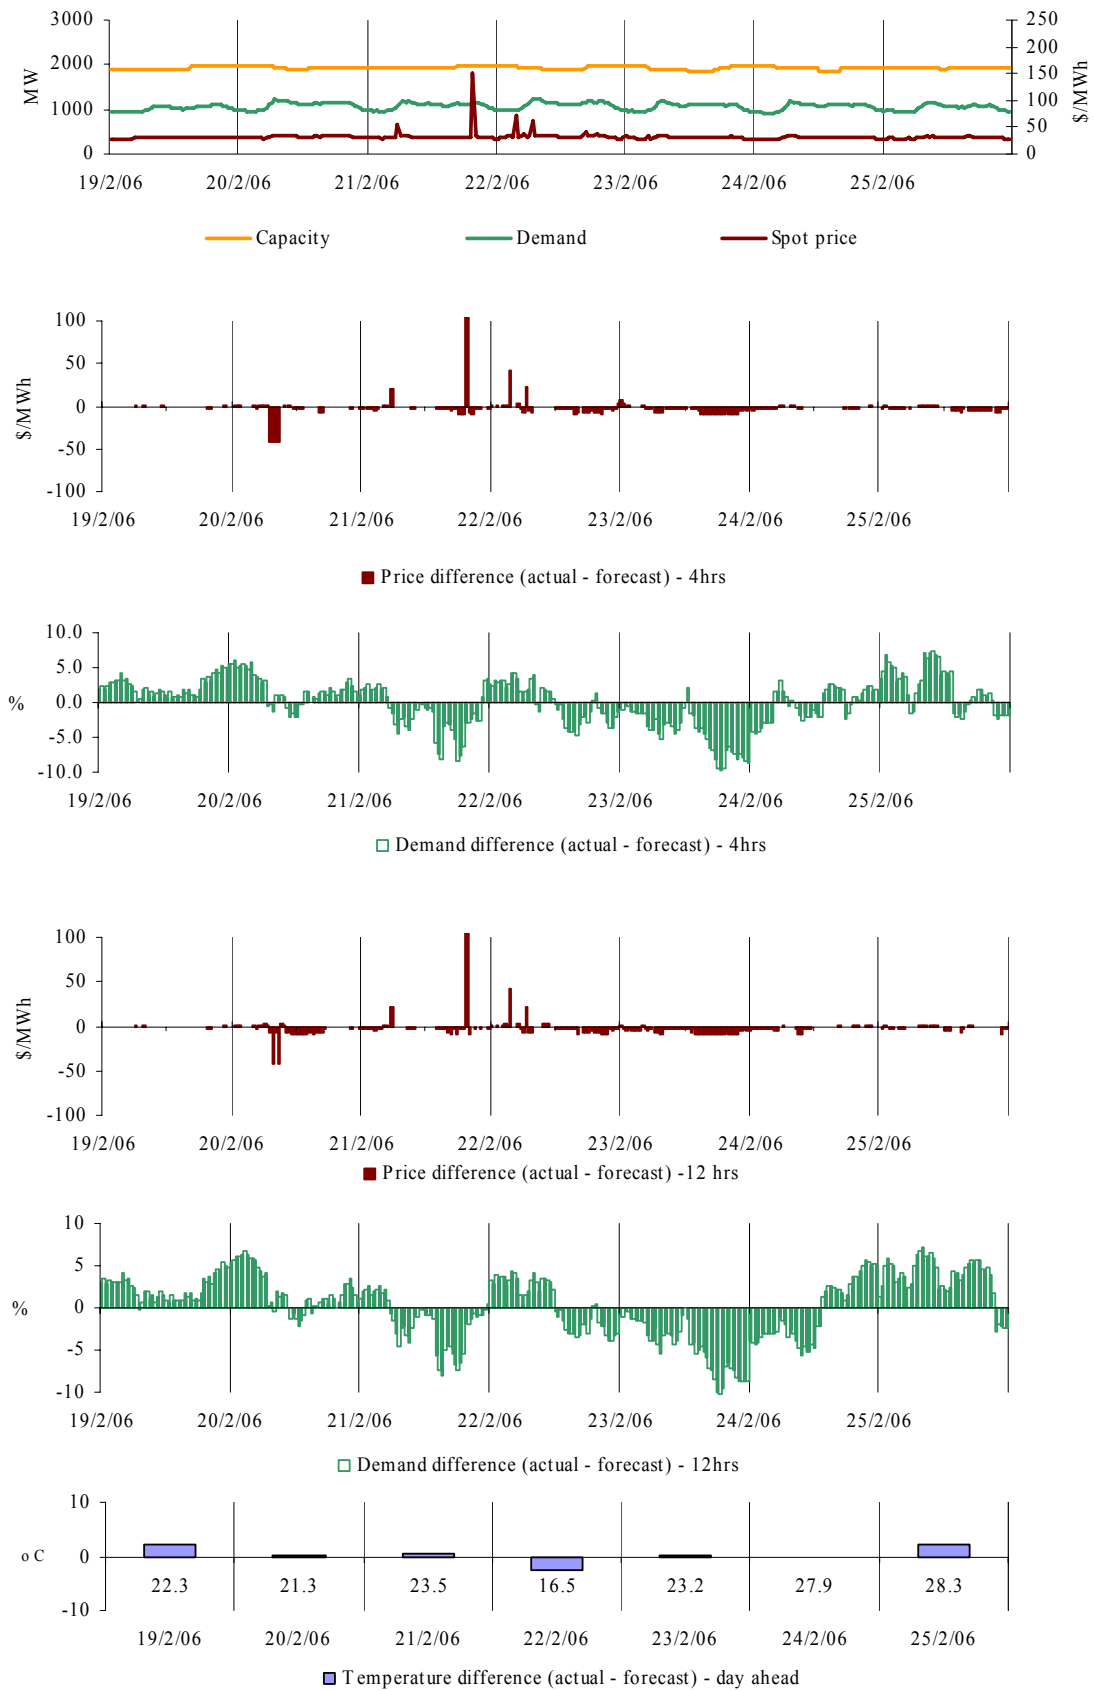 3000 250
200
2000 150
MW $/MWh
1000 100
50
0 0
19/2/06 20/2/06 21/2/06 22/2/06 23/2/06 24/2/06 25/2/06
Capacity Demand Spot price
100
50
$/MWh
0
-50
-100
19/2/06 20/2/06 21/2/06 22/2/06 23/2/06 24/2/06 25/2/06
Price difference (actual - forecast) - 4hrs
10.0
5.0
% 0.0
-5.0
-10.0
19/2/06 20/2/06 21/2/06 22/2/06 23/2/06 24/2/06 25/2/06
Demand difference (actual - forecast) - 4hrs
100
50
$/MWh
0
-50
-100
19/2/06 20/2/06 21/2/06 22/2/06 23/2/06 24/2/06 25/2/06
Price difference (actual - forecast) -12 hrs
10
5
% 0
-5
-10
19/2/06 20/2/06 21/2/06 22/2/06 23/2/06 24/2/06 25/2/06
Demand difference (actual - forecast) - 12hrs
10
o C 0
22.3 21.3 23.5 16.5 23.2 27.9 28.3
-10
19/2/06 20/2/06 21/2/06 22/2/06 23/2/06 24/2/06 25/2/06
Temperature difference (actual - forecast) - day ahead